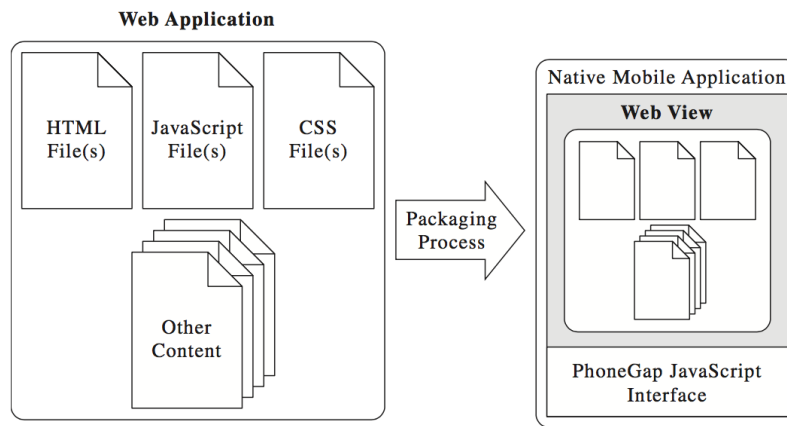 Web Application
HTML
File(s)
JavaScript
File(s)
CSS
File(s)
Other
Content
Packaging
Process
Native Mobile Application
Web View
PhoneGap JavaScript
Interface